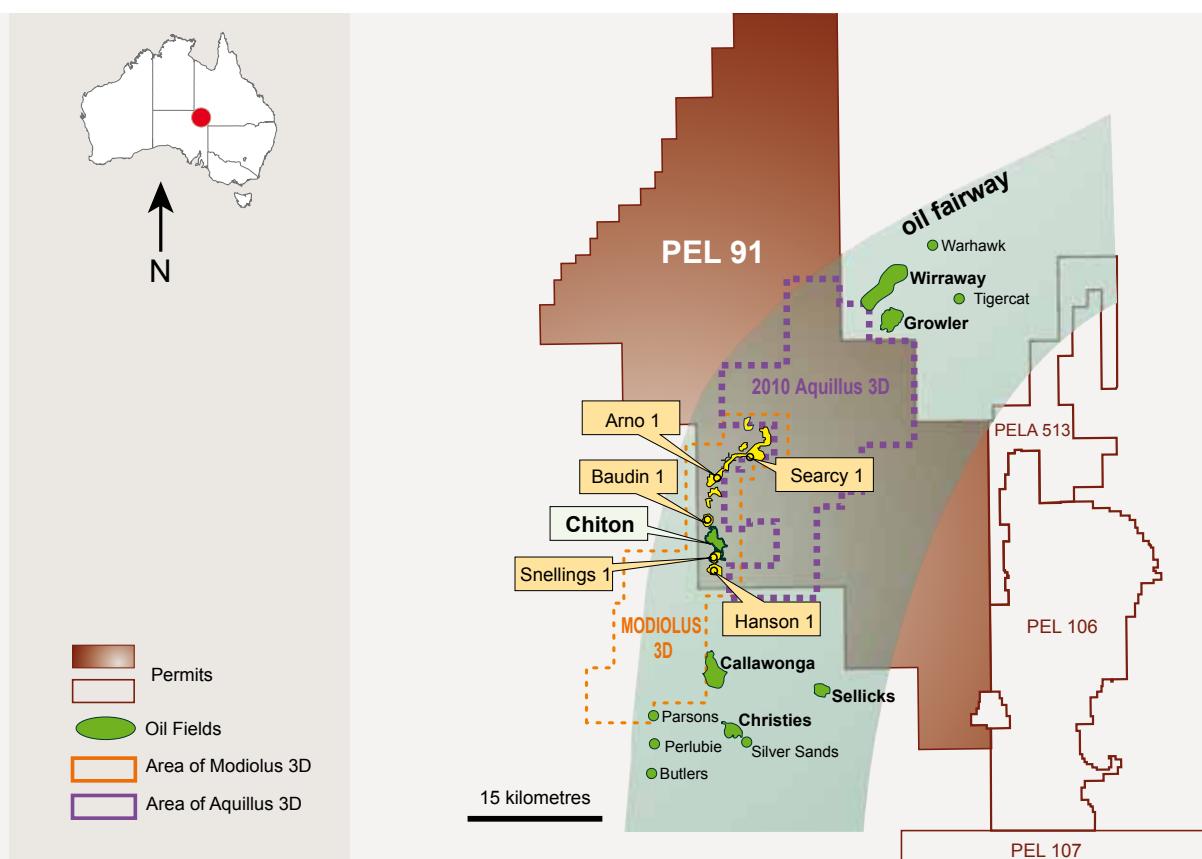 N
oil fairway
Warhawk
PEL 91
Wirraway
Tigercat
Growler
2010 Aquillus 3D
Arno 1
PELA 513
Baudin 1
Searcy 1
Chiton
Snellings 1
Hanson 1
PEL 106
MODIOLUS
3D
Callawonga
Sellicks
Parsons
Christies
Perlubie
Silver Sands
Butlers
Permits
Oil Fields
Area of Modiolus 3D
Area of Aquillus 3D
15 kilometres
PEL 107